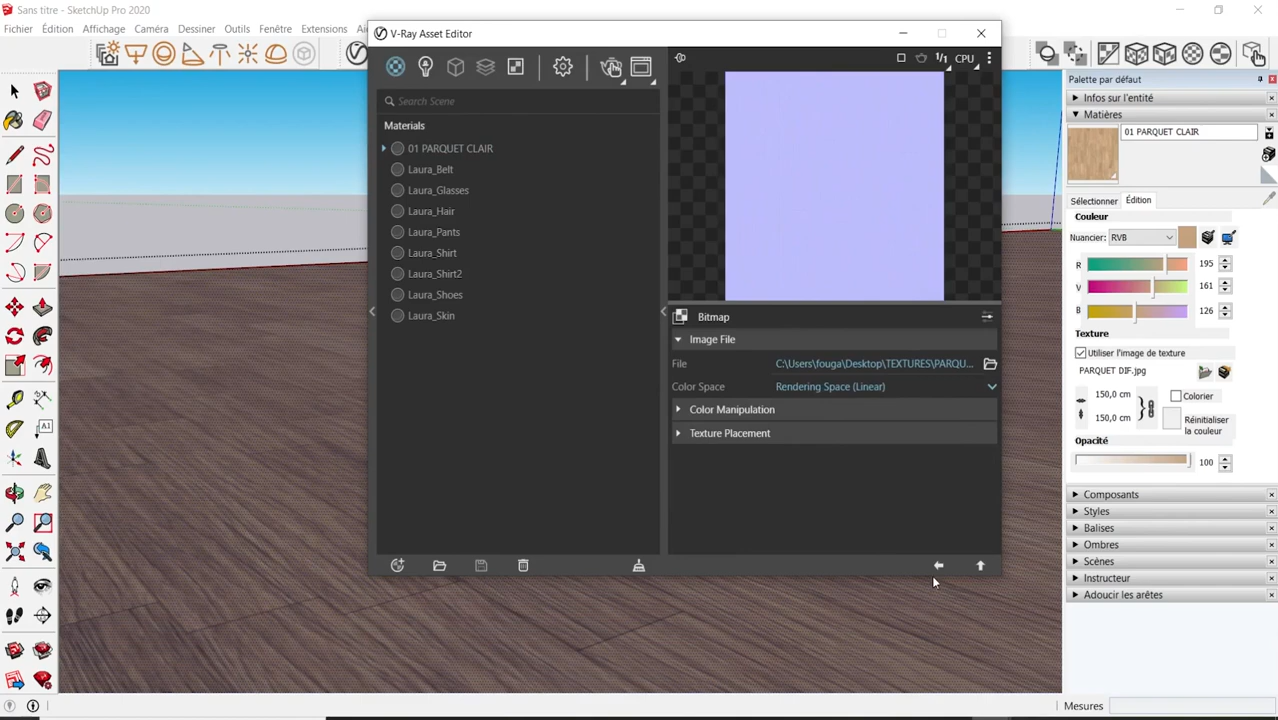 Sans titre - SketchUp Pro 2020
Fichier Édition Affichage Caméra Dessiner Outils Fenêtre Extensions
V-Ray Asset Editor
Search Scene
Materials
01 PARQUET CLAIR
Laura_Belt
Laura_Glasses
Laura_Hair
Laura_Pants
Laura_Shirt
Laura_Shirt2
Laura_Shoes
Laura_Skin
1/1 CPU
Bitmap
Image File
File C:\Users\fouga\Desktop\TEXTURES\PARQU...
Color Space Rendering Space (Linear)
Color Manipulation
Texture Placement
Palette par défaut
Infos sur l'entité
Matières
01 PARQUET CLAIR
Sélectionner Édition
Couleur
Nuancier: RVB
R 195
V 161
B 126
Texture
Utiliser l'image de texture
PARQUET DIF.jpg
150,0 cm Colorier
150,0 cm Réinitialiser
la couleur
Opacité
100
Composants
Styles
Balises
Ombres
Scènes
Instructeur
Adoucir les arêtes
A1
Mesures